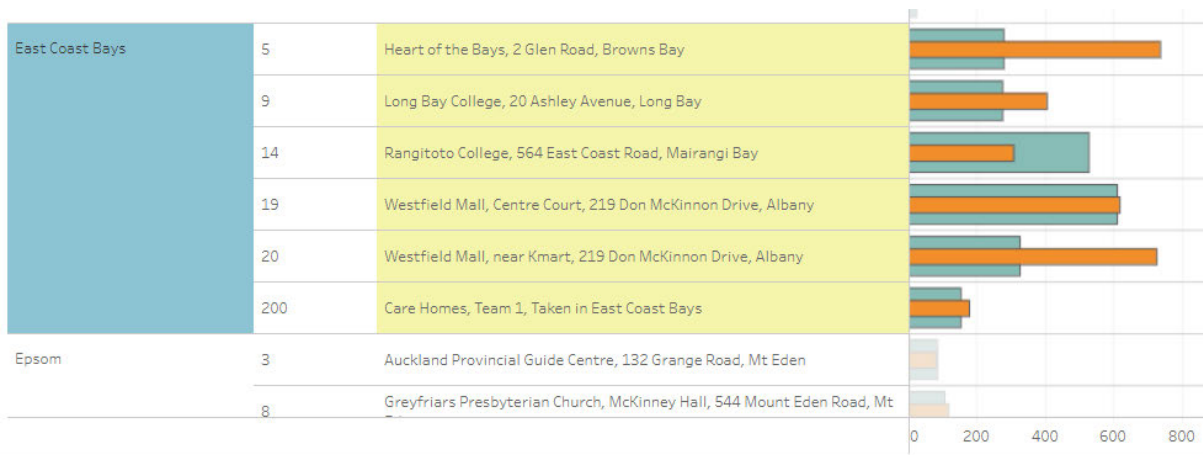 East Coast Bays
5 Heart of the Bays, 2 Glen Road, Browns Bay
9 Long Bay College, 20 Ashley Avenue, Long Bay
14 Rangitoto College, 564 East Coast Road, Mairangi Bay
19 Westfield Mall, Centre Court, 219 Don McKinnon Drive, Albany
20 Westfield Mall, near Kmart, 219 Don McKinnon Drive, Albany
200 Care Homes, Team 1, Taken in East Coast Bays
Epsom
3 Auckland Provincial Guide Centre, 132 Grange Road, Mt Eden
8 Greyfriars Presbyterian Church, McKinney Hall, 544 Mount Eden Road, Mt
0 200 400 600 800